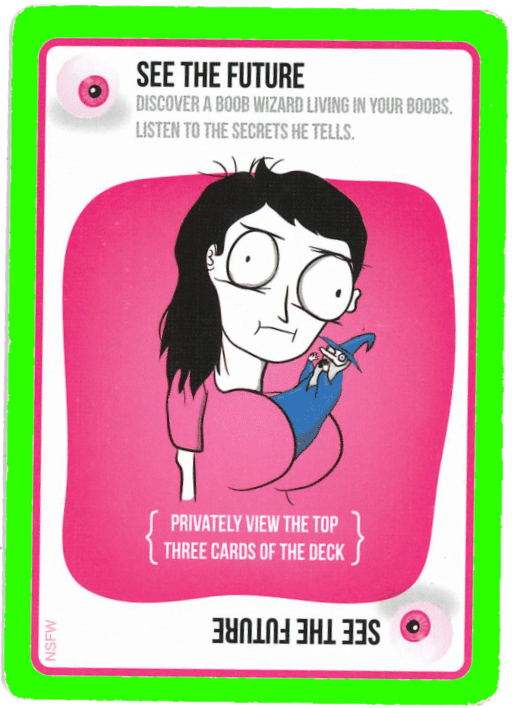 SEE THE FUTURE
DISCOVER A BOOB WIZARD LIVING IN YOUR BOOBS.
LISTEN TO THE SECRETS HE TELLS.
PRIVATELY VIEW THE TOP
THREE CARDS OF THE DECK
SEE THE FUTURE
NSFW